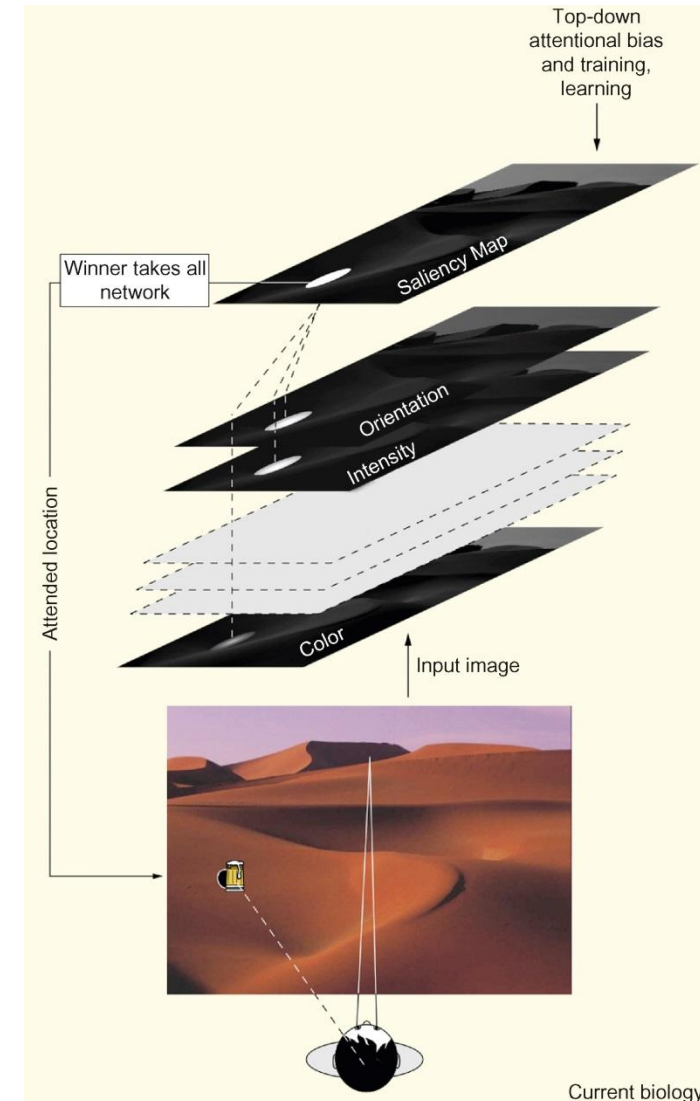 Top-down
attentional bias
and training,
learning
Saliency Map
Winner takes all
network
Orientation
Intensity
Attended location
Color
Input image
Current biology